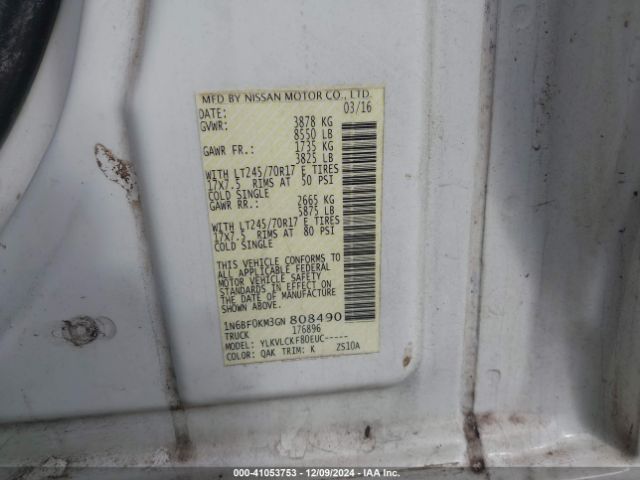 MFD BY NISSAN MOTOR CO., LTD.
DATE: 03/16
GVWR: 3878 KG
8550 LB
GAWR FR.: 1735 KG
3825 LB
WITH LT245/70R17 E TIRES
17X7.5 RIMS AT 50 PSI
COLD SINGLE
GAWR RR.: 2665 KG
5875 LB
WITH LT245/70R17 E TIRES
17X7.5 RIMS AT 80 PSI
COLD SINGLE
THIS VEHICLE CONFORMS TO
ALL APPLICABLE FEDERAL
MOTOR VEHICLE SAFETY
STANDARDS IN EFFECT ON
THE DATE OF MANUFACTURE
SHOWN ABOVE.
1N6BF0KM3GN808490
TRUCK 176896
MODEL: YLKVLCKF80EUC-----
COLOR: QAK TRIM: K ZS10A
000-41053753 - 12/09/2024 - IAA Inc.